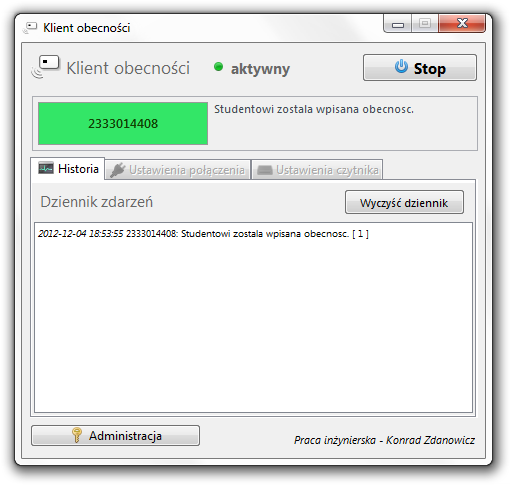 Klient obecności
Klient obecności aktywny Stop
2333014408 Studentowi zostala wpisana obecnosc.
Historia Ustawienia połączenia Ustawienia czytnika
Dziennik zdarzeń Wyczyść dziennik
2012-12-04 18:53:55 2333014408: Studentowi zostala wpisana obecnosc. [ 1 ]
Administracja
Praca inżynierska - Konrad Zdanowicz